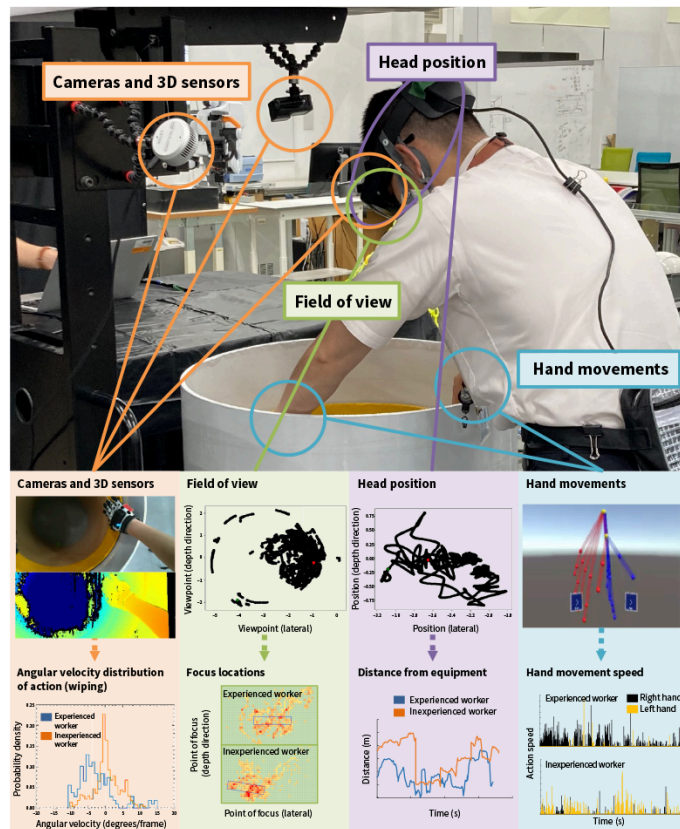 Cameras and 3D sensors
Head position
Field of view
Hand movements
Cameras and 3D sensors
Angular velocity distribution
of action (wiping)
Probability density
Experienced
worker
Inexperienced
worker
Angular velocity (degrees/frame)
Field of view
Viewpoint (depth direction)
Viewpoint (lateral)
Focus locations
Point of focus
(depth direction)
Experienced worker
Inexperienced worker
Point of focus (lateral)
Head position
Position (depth direction)
Position (lateral)
Distance from equipment
Experienced worker
Inexperienced worker
Distance (m)
Time (s)
Hand movements
Hand movement speed
Experienced worker
Right hand
Left hand
Action speed
Inexperienced worker
Time (s)